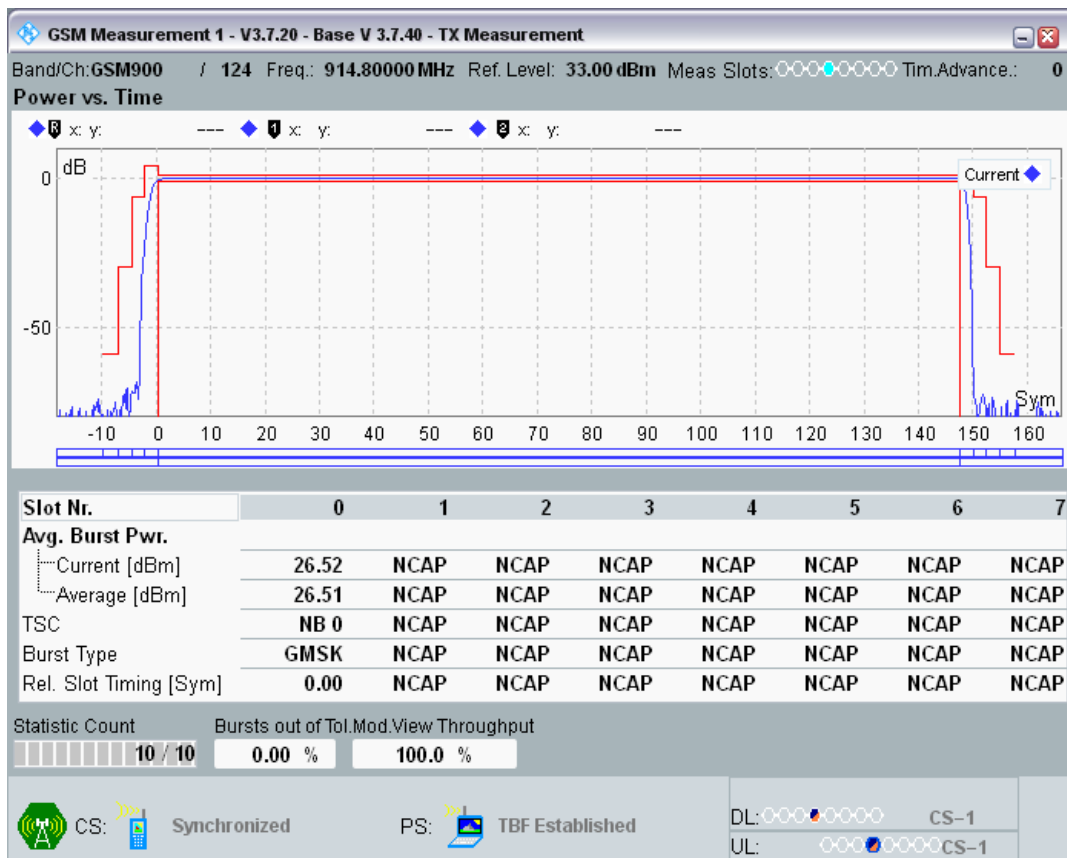 GSM Measurement 1 - V3.7.20 - Base V 3.7.40 - TX Measurement
Band/Ch:GSM900 / 124 Freq.: 914.80000 MHz Ref. Level: 33.00 dBm Meas Slots: Tim.Advance.: 0
Power vs. Time
R x: y: --- 1 x: y: --- 2 x: y: ---
dB
0
Current
-50
Sym
-10 0 10 20 30 40 50 60 70 80 90 100 110 120 130 140 150 160
Slot Nr. 0 1 2 3 4 5 6 7
Avg. Burst Pwr.
Current [dBm] 26.52 NCAP NCAP NCAP NCAP NCAP NCAP NCAP
Average [dBm] 26.51 NCAP NCAP NCAP NCAP NCAP NCAP NCAP
TSC NB 0 NCAP NCAP NCAP NCAP NCAP NCAP NCAP
Burst Type GMSK NCAP NCAP NCAP NCAP NCAP NCAP NCAP
Rel. Slot Timing [Sym] 0.00 NCAP NCAP NCAP NCAP NCAP NCAP NCAP
Statistic Count Bursts out of Tol.Mod.View Throughput
10 / 10 0.00 % 100.0 %
CS: Synchronized PS: TBF Established DL: CS-1
UL: CS-1